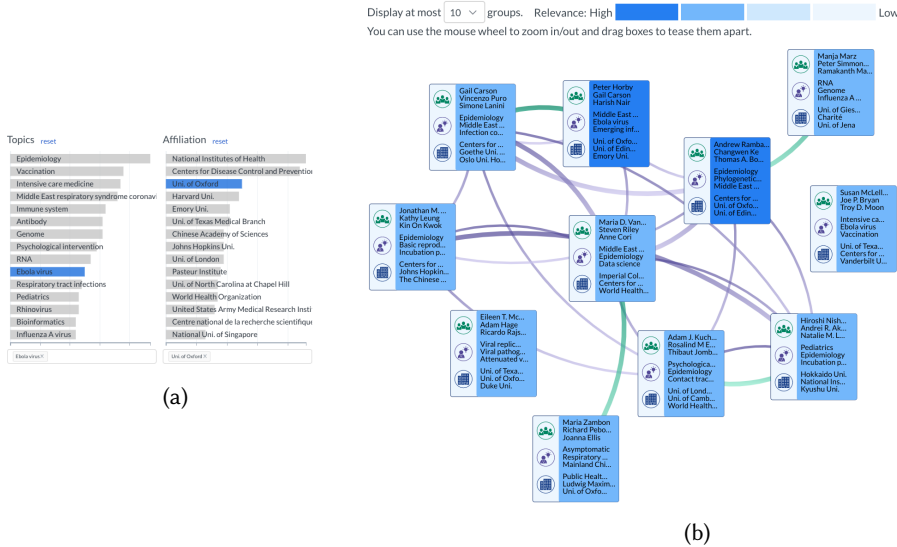 Display at most 10 groups. Relevance: High Low
You can use the mouse wheel to zoom in/out and drag boxes to tease them apart.
Topics reset
Epidemiology
Vaccination
Intensive care medicine
Middle East respiratory syndrome coronavi
Immune system
Antibody
Genome
Psychological intervention
RNA
Ebola virus
Respiratory tract infections
Pediatrics
Rhinovirus
Bioinformatics
Influenza A virus
Ebola virus ×
Affiliation reset
National Institutes of Health
Centers for Disease Control and Prevention
Uni. of Oxford
Harvard Uni.
Emory Uni.
Uni. of Texas Medical Branch
Chinese Academy of Sciences
Johns Hopkins Uni.
Uni. of London
Pasteur Institute
Uni. of North Carolina at Chapel Hill
World Health Organization
United States Army Medical Research Insti
Centre national de la recherche scientifique
National Uni. of Singapore
Uni. of Oxford ×
(a)
Manja Marz
Peter Simmon...
Ramakanth Ma...
RNA
Genome
Influenza A ...
Uni. of Gies...
Charité
Uni. of Jena
Gail Carson
Vincenzo Puro
Simone Lanini
Epidemiology
Middle East ...
Infection co...
Centers for ...
Goethe Uni. ...
Oslo Uni. Ho...
Peter Horby
Gail Carson
Harish Nair
Middle East ...
Ebola virus
Emerging inf...
Uni. of Oxfo...
Uni. of Edin...
Emory Uni.
Andrew Ramba...
Changwen Ke
Thomas A. Bo...
Epidemiology
Phylogenetic...
Middle East ...
Centers for ...
Uni. of Oxfo...
Uni. of Edin...
Susan McLell...
Joe P. Bryan
Troy D. Moon
Intensive ca...
Ebola virus
Vaccination
Uni. of Texa...
Centers for ...
Vanderbilt U...
Jonathan M. ...
Kathy Leung
Kin On Kwok
Epidemiology
Basic reprod...
Incubation p...
Centers for ...
Johns Hopkin...
The Chinese ...
Maria D. Van...
Steven Riley
Anne Cori
Middle East ...
Epidemiology
Data science
Imperial Col...
Centers for ...
World Health...
Eileen T. Mc...
Adam Hage
Ricardo Rajs...
Viral replic...
Viral pathog...
Attenuated v...
Uni. of Texa...
Uni. of Oxfo...
Duke Uni.
Adam J. Kuch...
Rosalind M E...
Thibaut Jomb...
Psychologica...
Epidemiology
Contact trac...
Uni. of Lond...
Uni. of Camb...
World Health...
Hiroshi Nish...
Andrei R. Ak...
Natalie M. L...
Pediatrics
Epidemiology
Incubation p...
Hokkaido Uni.
National Ins...
Kyushu Uni.
Maria Zambon
Richard Pebo...
Joanna Ellis
Asymptomatic
Respiratory ...
Mainland Chi...
Public Healt...
Ludwig Maxim...
Uni. of Oxfo...
(b)